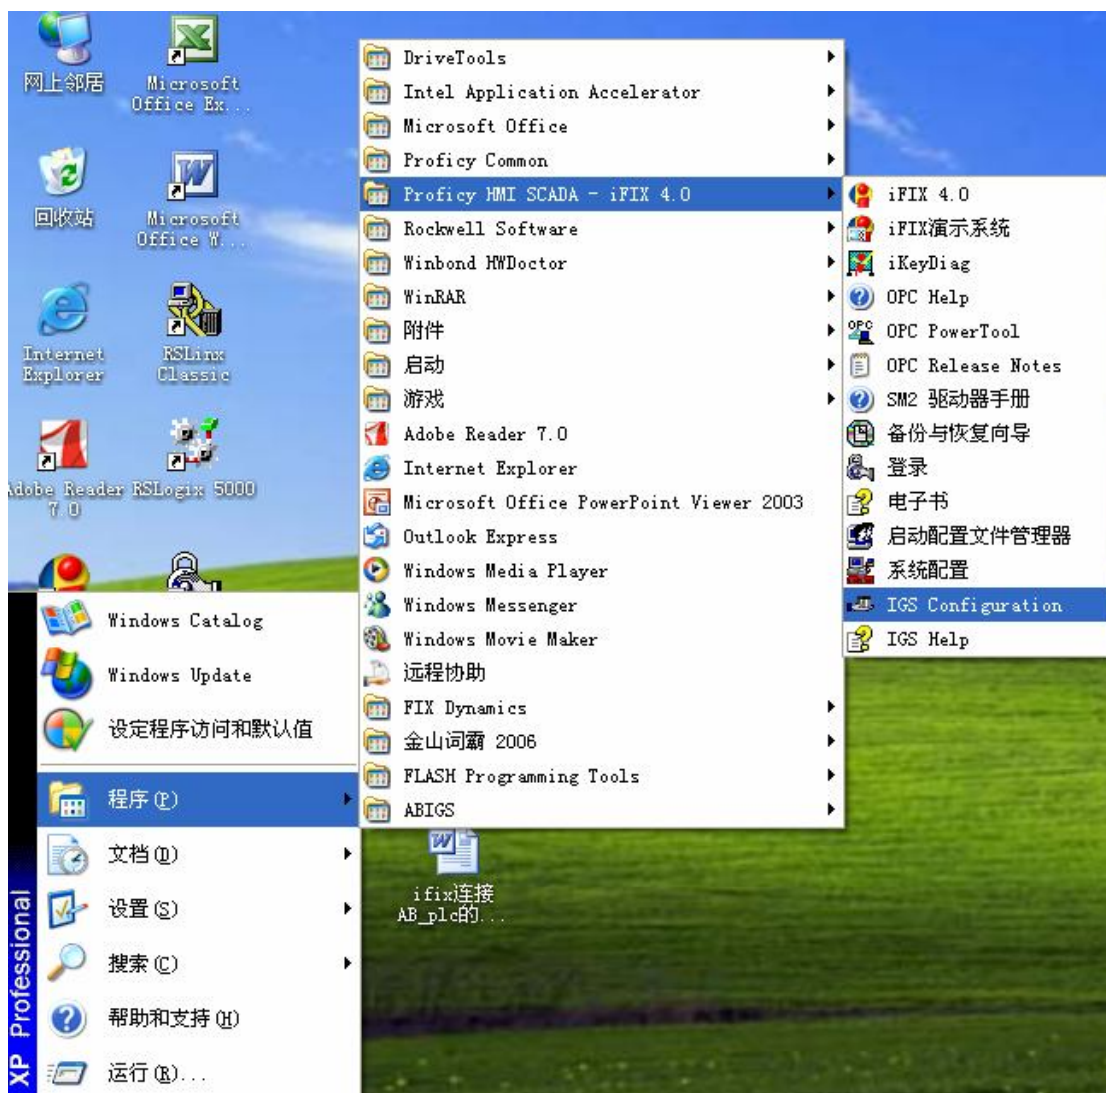 网上邻居
Microsoft
Office Ex...
回收站
Microsoft
Office W...
Internet
Explorer
RSLinx
Classic
Adobe Reader
7.0
RSLogix 5000
DriveTools
Intel Application Accelerator
Microsoft Office
Proficy Common
Proficy HMI SCADA - iFIX 4.0
Rockwell Software
Winbond HWDoctor
WinRAR
附件
启动
游戏
Adobe Reader 7.0
Internet Explorer
Microsoft Office PowerPoint Viewer 2003
Outlook Express
Windows Media Player
Windows Messenger
Windows Movie Maker
远程协助
FIX Dynamics
金山词霸 2006
FLASH Programming Tools
ABIGS
iFIX 4.0
iFIX演示系统
iKeyDiag
OPC Help
OPC PowerTool
OPC Release Notes
SM2 驱动器手册
备份与恢复向导
登录
电子书
启动配置文件管理器
系统配置
IGS Configuration
IGS Help
Windows Catalog
Windows Update
设定程序访问和默认值
程序(P)
文档(D)
设置(S)
搜索(C)
帮助和支持(H)
运行(R)...
XP Professional
ifix连接
AB_plc的...